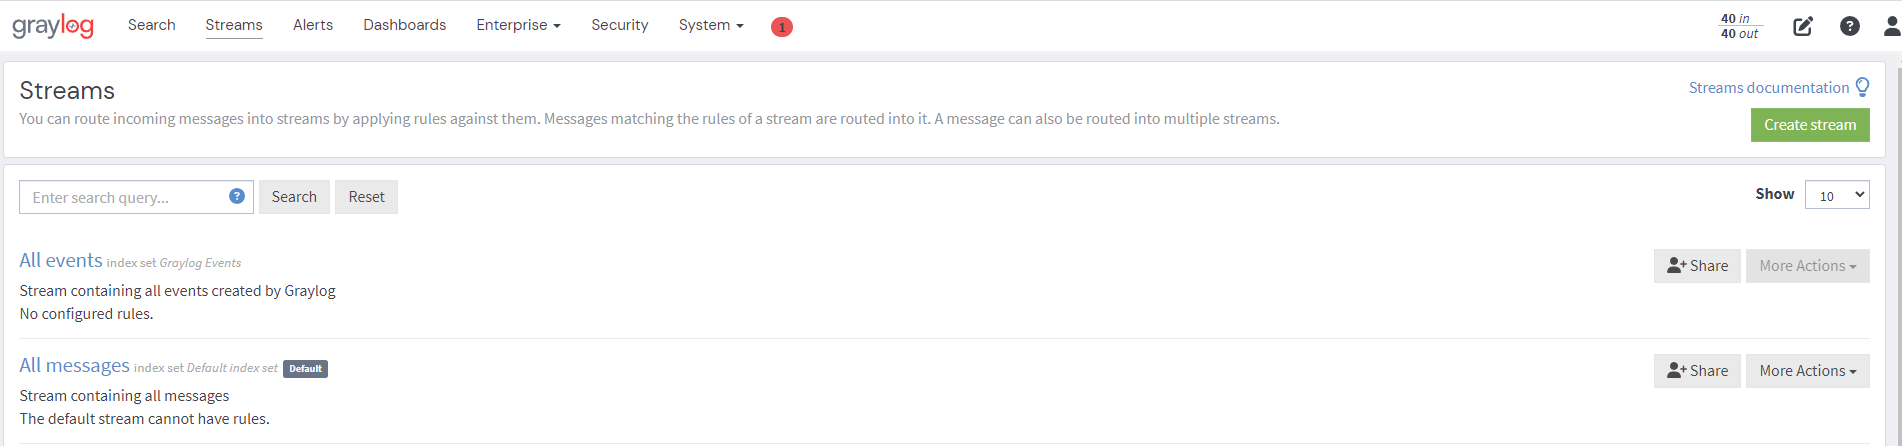 graylog Search Streams Alerts Dashboards Enterprise Security System 1 40 in
40 out
Streams
Streams documentation
You can route incoming messages into streams by applying rules against them. Messages matching the rules of a stream are routed into it. A message can also be routed into multiple streams.
Create stream
Enter search query... ? Search Reset Show 10
All events index set Graylog Events Share More Actions
Stream containing all events created by Graylog
No configured rules.
All messages index set Default index set Default Share More Actions
Stream containing all messages
The default stream cannot have rules.